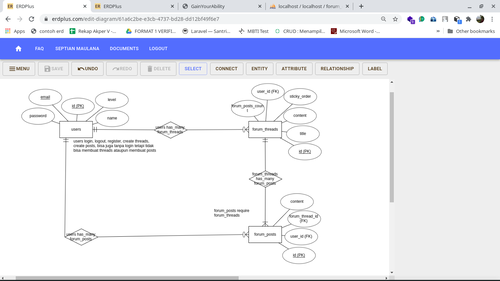 ERDPlus
ERDPlus
GainYourAbility
localhost / localhost / forum-
erdplus.com/edit-diagram/61a6c2be-e3cb-4737-bd28-dd12bf49f6e7
Apps
contoh erd
Rekap Akper V -
FORMAT 1 VERIF
Laravel — Santri
MBTI Test
CRUD: Menampil
Microsoft Word -
Other bookmarks
FAQ
SEPTIAN MAULANA
DOCUMENTS
LOGOUT
MENU
SAVE
UNDO
REDO
DELETE
SELECT
CONNECT
ENTITY
ATTRIBUTE
RELATIONSHIP
LABEL
email
id (PK)
level
password
name
users
users has_many
forum_threads
user_id (FK)
sticky_order
forum_posts_coun
t
content
forum_threads
title
id (PK)
users login, logout, register, create threads,
create posts, bisa juga tanpa login tetapi tidak
bisa membuat threads ataupun membuat posts
forum_threads
has_many
forum_posts
content
forum_posts require
forum_threads
forum_thread_id
(FK)
users has_many
forum_posts
forum_posts
user_id (FK)
id (PK)